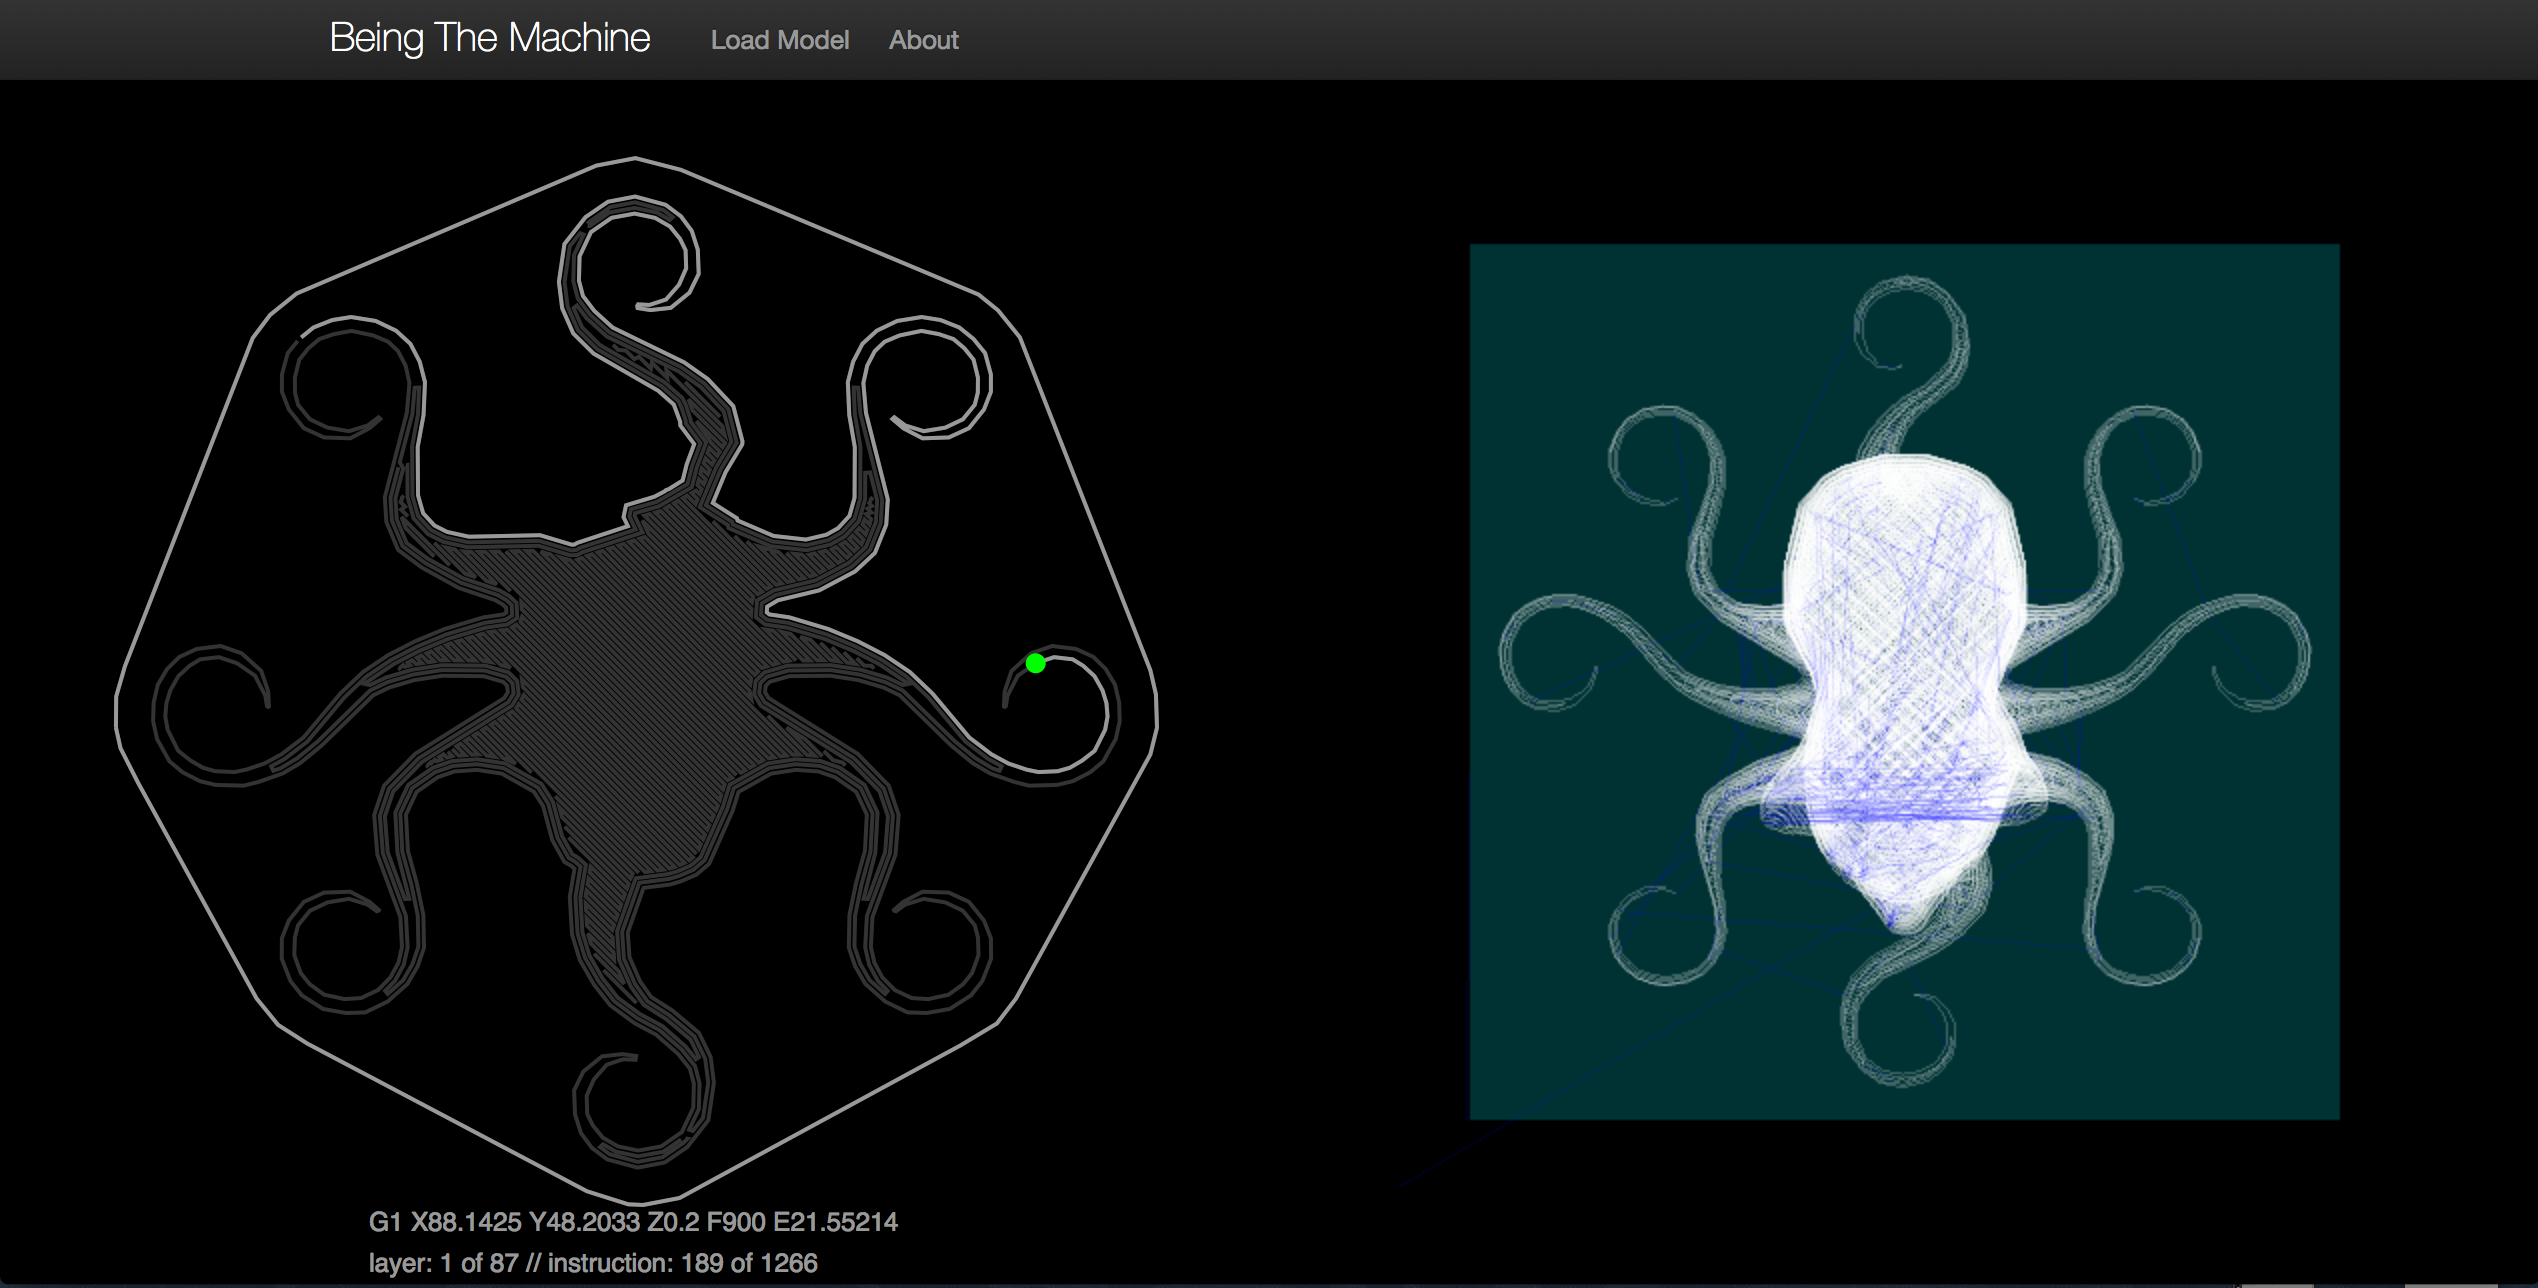 Being The Machine Load Model About
G1 X88.1425 Y48.2033 Z0.2 F900 E21.55214
layer: 1 of 87 // instruction: 189 of 1266